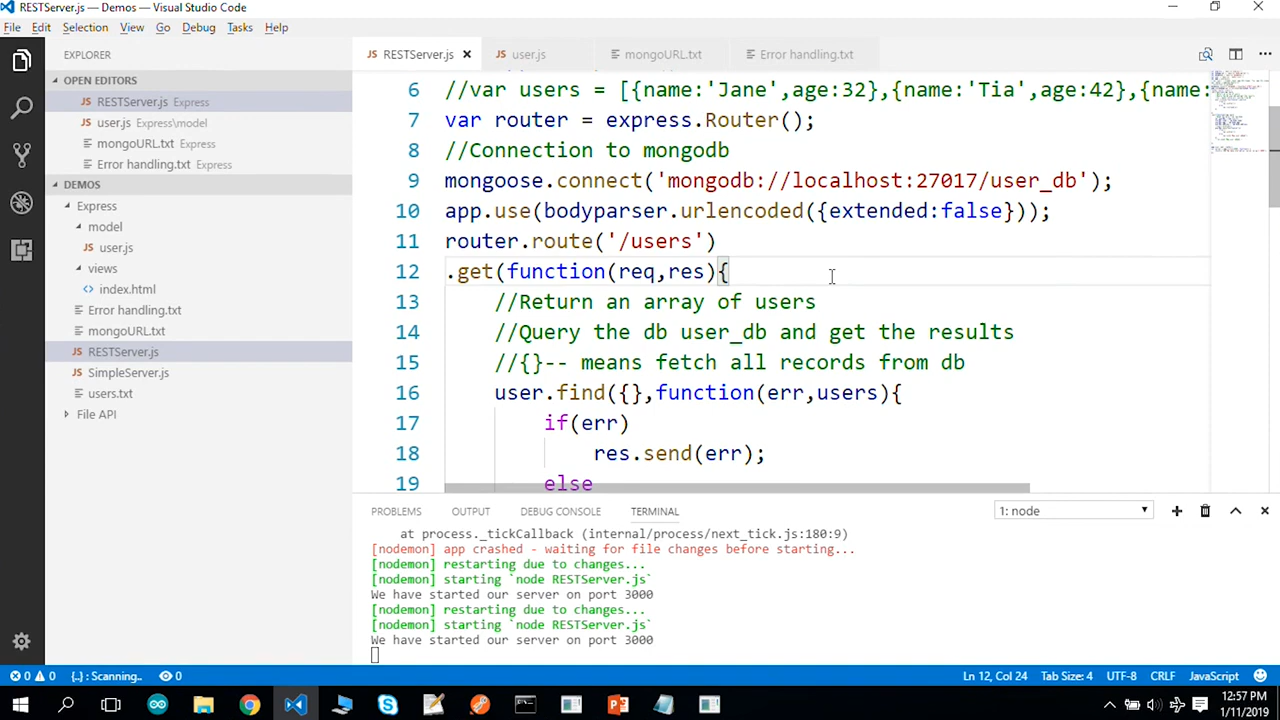 RESTServer.js — Demos — Visual Studio Code
File Edit Selection View Go Debug Tasks Help
EXPLORER
OPEN EDITORS
JS RESTServer.js Express
JS user.js Express\model
mongoURL.txt Express
Error handling.txt Express
DEMOS
Express
model
JS user.js
views
<> index.html
Error handling.txt
mongoURL.txt
JS RESTServer.js
JS SimpleServer.js
users.txt
File API
JS RESTServer.js JS user.js mongoURL.txt Error handling.txt
6 //var users = [{name:'Jane',age:32},{name:'Tia',age:42},{name:
7 var router = express.Router();
8 //Connection to mongodb
9 mongoose.connect('mongodb://localhost:27017/user_db');
10 app.use(bodyparser.urlencoded({extended:false}));
11 router.route('/users')
12 .get(function(req,res){
13 //Return an array of users
14 //Query the db user_db and get the results
15 //{}-- means fetch all records from db
16 user.find({},function(err,users){
17 if(err)
18 res.send(err);
19 else
PROBLEMS OUTPUT DEBUG CONSOLE TERMINAL 1: node
at process._tickCallback (internal/process/next_tick.js:180:9)
[nodemon] app crashed - waiting for file changes before starting...
[nodemon] restarting due to changes...
[nodemon] starting `node RESTServer.js`
We have started our server on port 3000
[nodemon] restarting due to changes...
[nodemon] starting `node RESTServer.js`
We have started our server on port 3000
0 0 {..} : Scanning.. 0 Ln 12, Col 24 Tab Size: 4 UTF-8 CRLF JavaScript
12:57 PM
1/11/2019